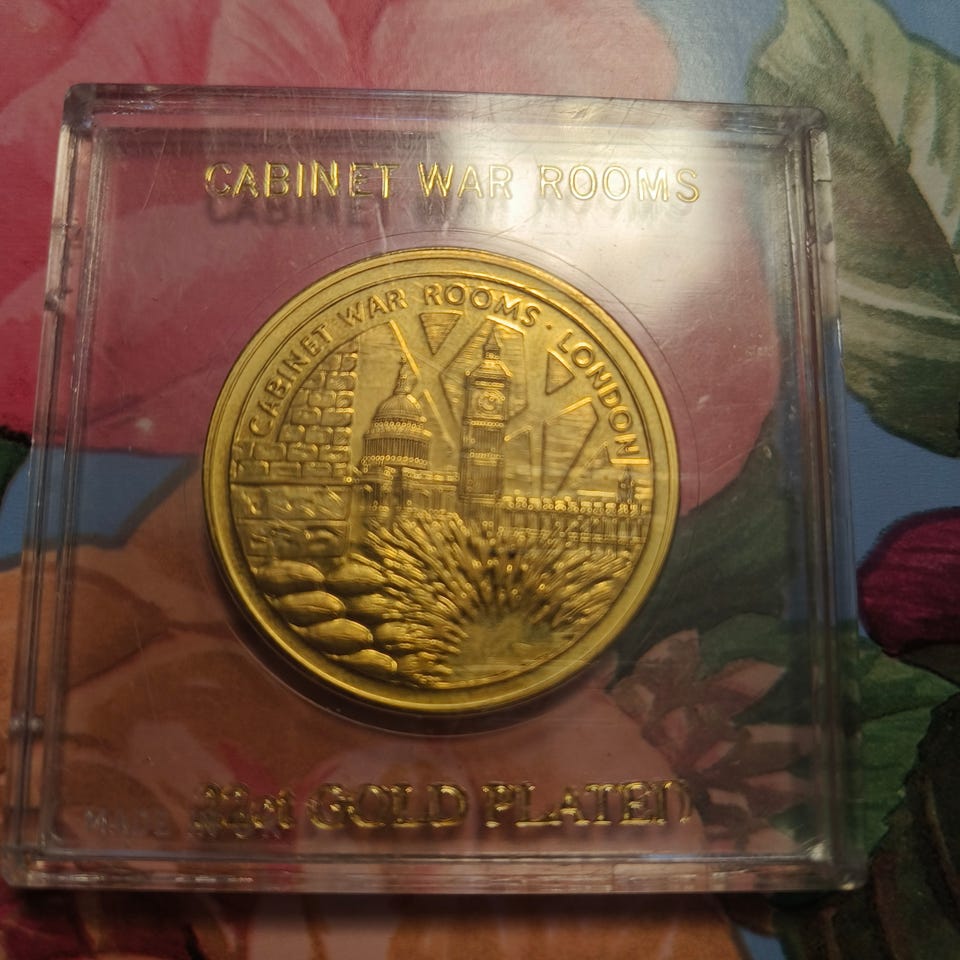 CABINET WAR ROOMS
CABINET WAR ROOMS · LONDON
22ct GOLD PLATED